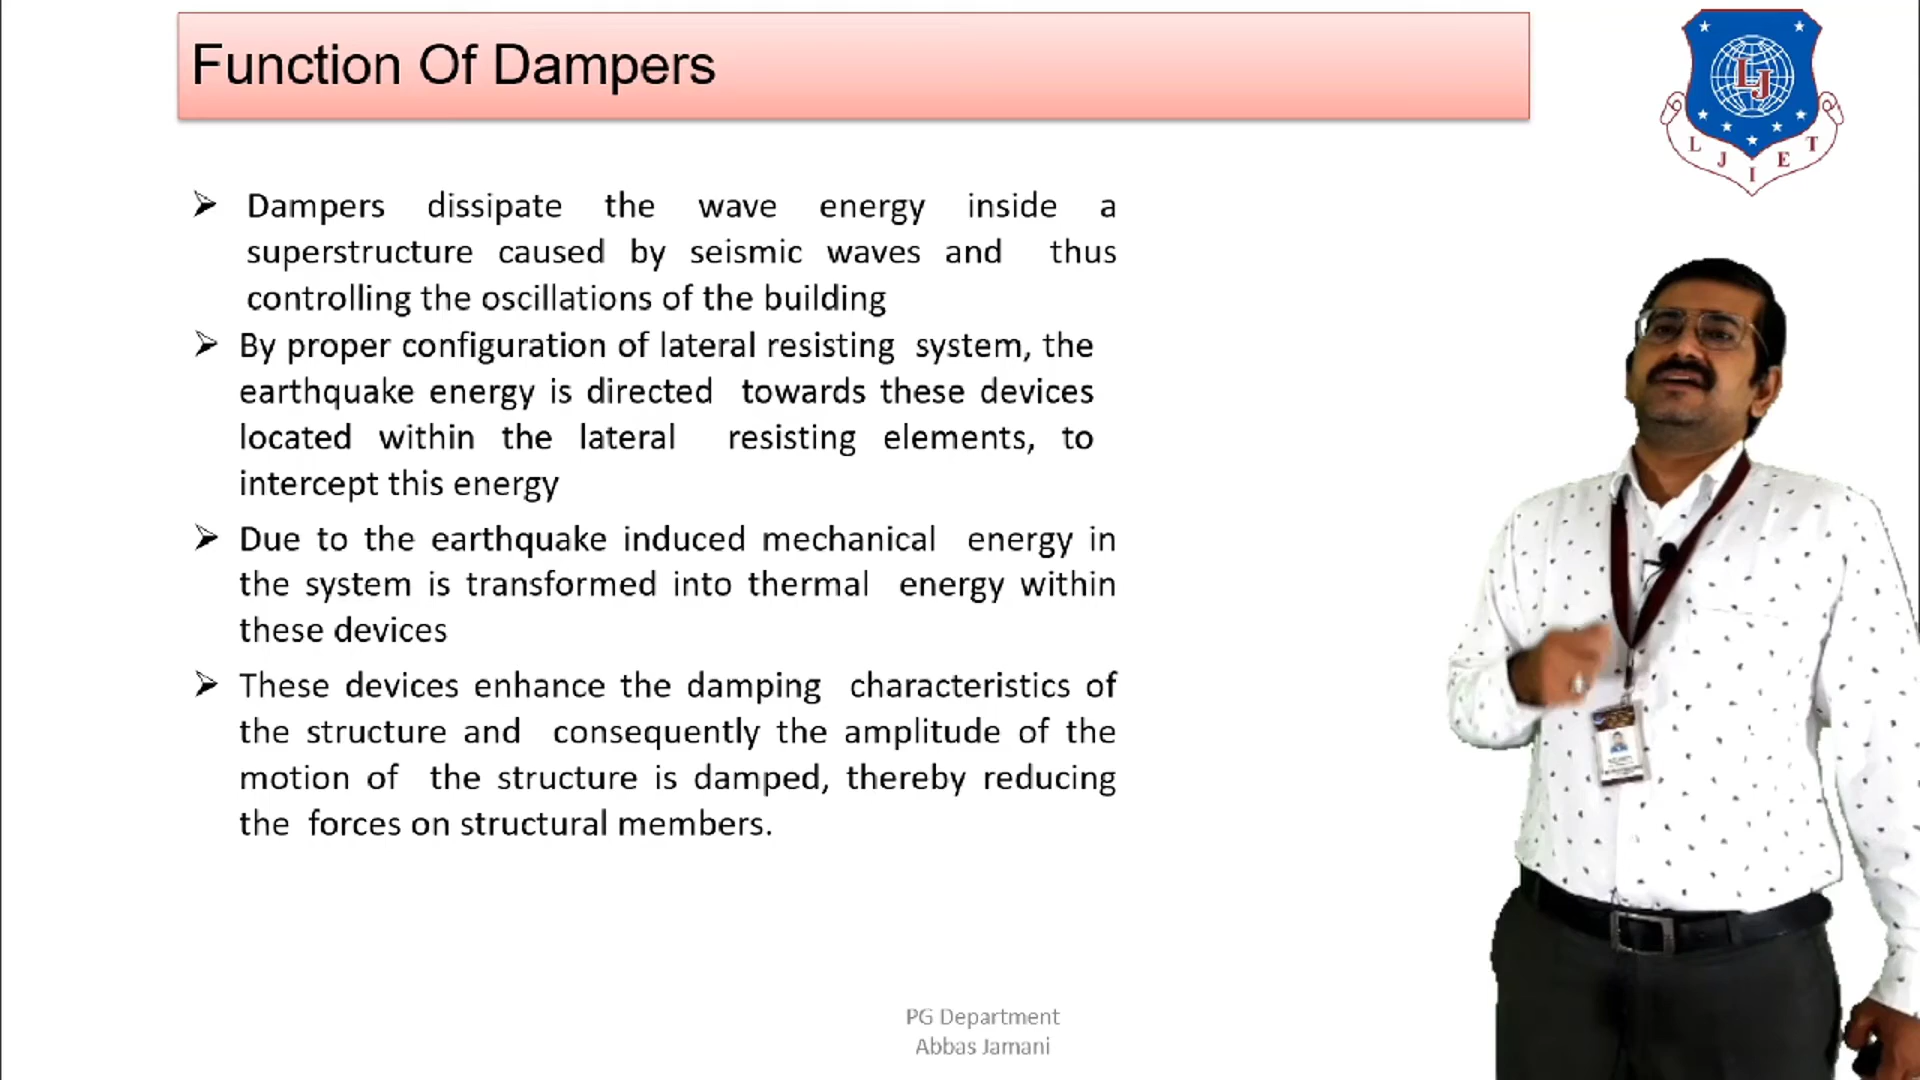 Function Of Dampers
L J I E T
LJ
Dampers dissipate the wave energy inside a
superstructure caused by seismic waves and thus
controlling the oscillations of the building
By proper configuration of lateral resisting system, the
earthquake energy is directed towards these devices
located within the lateral resisting elements, to
intercept this energy
Due to the earthquake induced mechanical energy in
the system is transformed into thermal energy within
these devices
These devices enhance the damping characteristics of
the structure and consequently the amplitude of the
motion of the structure is damped, thereby reducing
the forces on structural members.
PG Department
Abbas Jamani